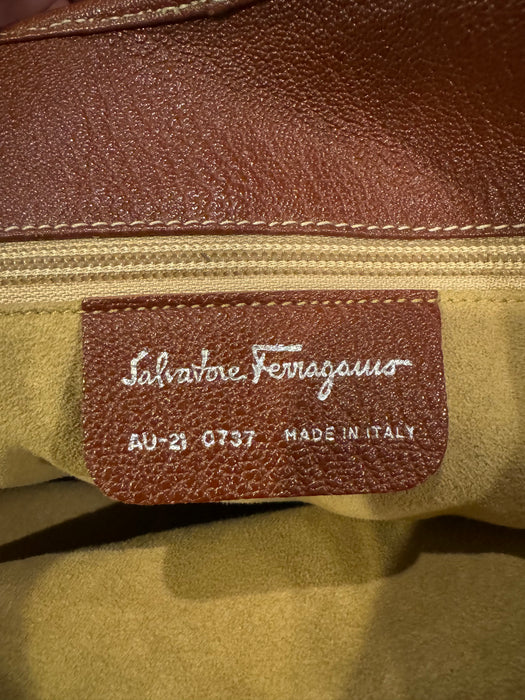 Salvatore Ferragamo
AU-21 0737 MADE IN ITALY